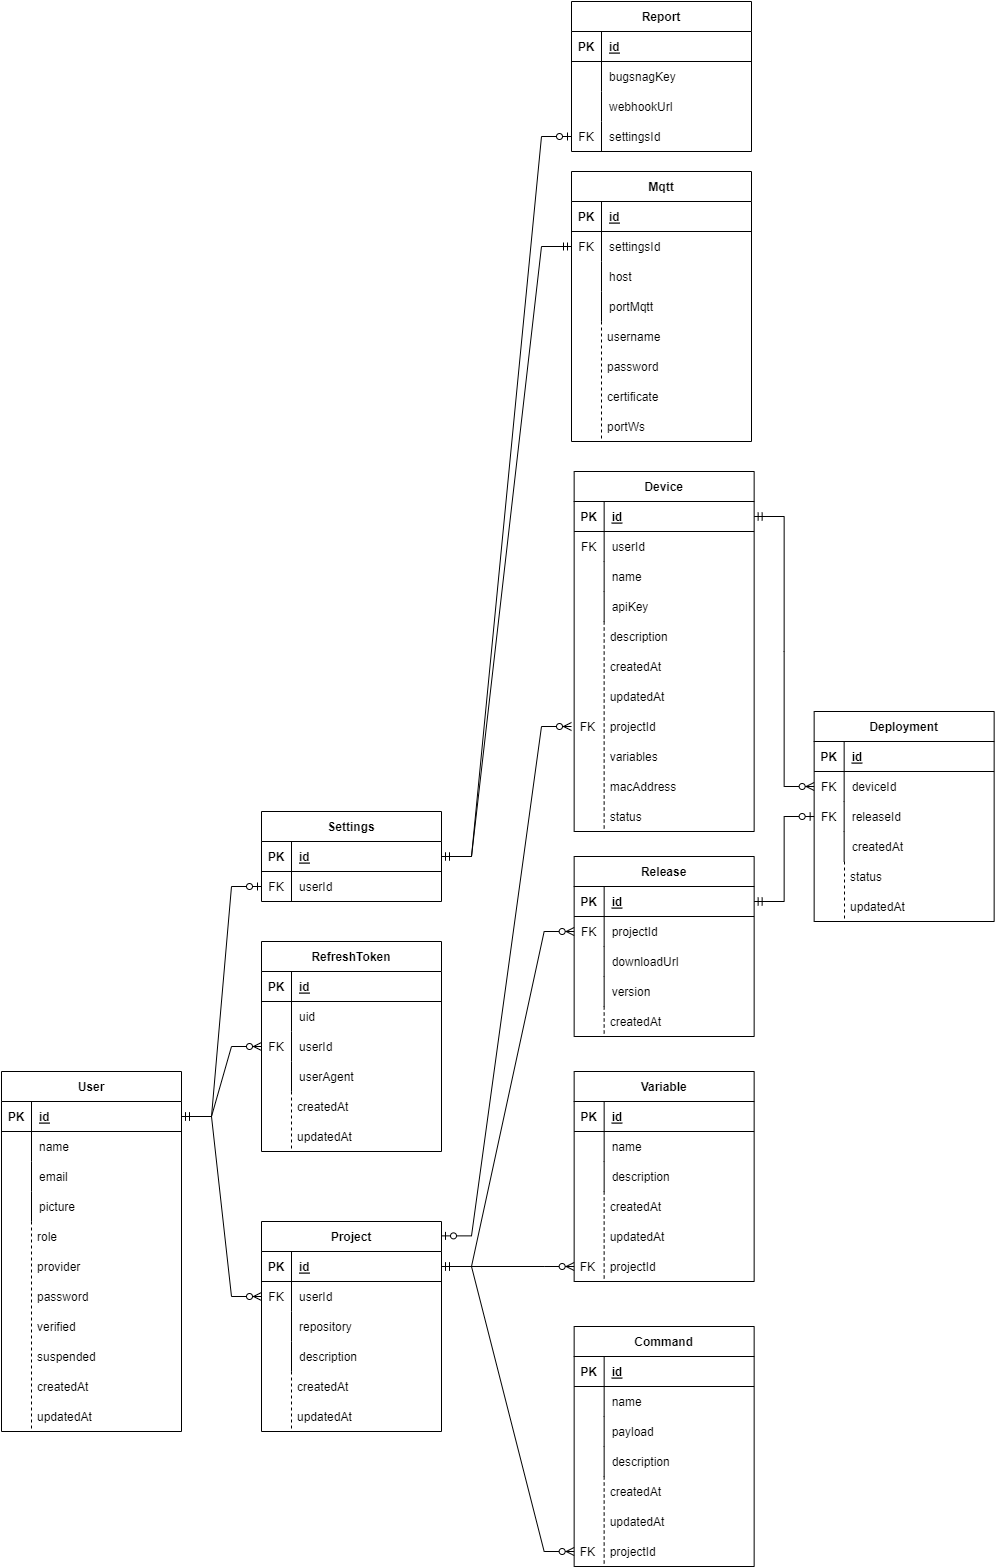 Report
PK id
bugsnagKey
webhookUrl
FK settingsId
Mqtt
PK id
FK settingsId
host
portMqtt
username
password
certificate
portWs
Device
PK id
FK userId
name
apiKey
description
createdAt
updatedAt
FK projectId
variables
macAddress
status
Deployment
PK id
FK deviceId
FK releaseId
createdAt
status
updatedAt
Settings
PK id
FK userId
Release
PK id
FK projectId
downloadUrl
version
createdAt
RefreshToken
PK id
uid
FK userId
userAgent
createdAt
updatedAt
User
PK id
name
email
picture
role
provider
password
verified
suspended
createdAt
updatedAt
Variable
PK id
name
description
createdAt
updatedAt
FK projectId
Project
PK id
FK userId
repository
description
createdAt
updatedAt
Command
PK id
name
payload
description
createdAt
updatedAt
FK projectId